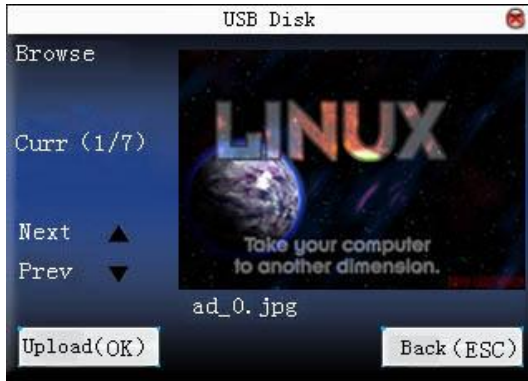 USB Disk
Browse
Curr (1/7)
Next
Prev
LINUX
Take your computer
to another dimension.
ad_0.jpg
Upload(OK)
Back(ESC)